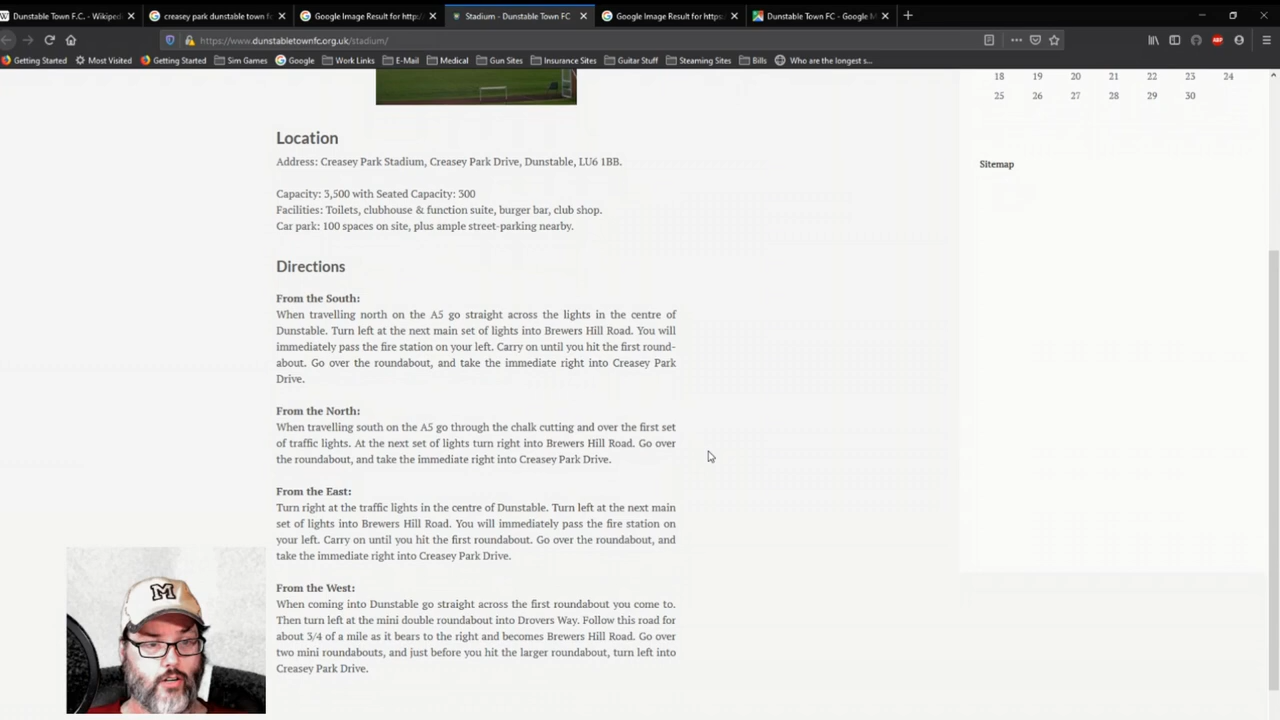 Dunstable Town F.C. - Wikiped
creasey park dunstable town fo
Google Image Result for http:/
Stadium - Dunstable Town FC
Google Image Result for https:
Dunstable Town FC - Google M
https://www.dunstabletownfc.org.uk/stadium/
Getting Started
Most Visited
Getting Started
Sim Games
Google
Work Links
E-Mail
Medical
Gun Sites
Insurance Sites
Guitar Stuff
Steaming Sites
Bills
Who are the longest s...
18 19 20 21 22 23 24
25 26 27 28 29 30
Sitemap
Location
Address: Creasey Park Stadium, Creasey Park Drive, Dunstable, LU6 1BB.
Capacity: 3,500 with Seated Capacity: 300
Facilities: Toilets, clubhouse & function suite, burger bar, club shop.
Car park: 100 spaces on site, plus ample street-parking nearby.
Directions
From the South:
When travelling north on the A5 go straight across the lights in the centre of
Dunstable. Turn left at the next main set of lights into Brewers Hill Road. You will
immediately pass the fire station on your left. Carry on until you hit the first round-
about. Go over the roundabout, and take the immediate right into Creasey Park
Drive.
From the North:
When travelling south on the A5 go through the chalk cutting and over the first set
of traffic lights. At the next set of lights turn right into Brewers Hill Road. Go over
the roundabout, and take the immediate right into Creasey Park Drive.
From the East:
Turn right at the traffic lights in the centre of Dunstable. Turn left at the next main
set of lights into Brewers Hill Road. You will immediately pass the fire station on
your left. Carry on until you hit the first roundabout. Go over the roundabout, and
take the immediate right into Creasey Park Drive.
From the West:
When coming into Dunstable go straight across the first roundabout you come to.
Then turn left at the mini double roundabout into Drovers Way. Follow this road for
about 3/4 of a mile as it bears to the right and becomes Brewers Hill Road. Go over
two mini roundabouts, and just before you hit the larger roundabout, turn left into
Creasey Park Drive.
M